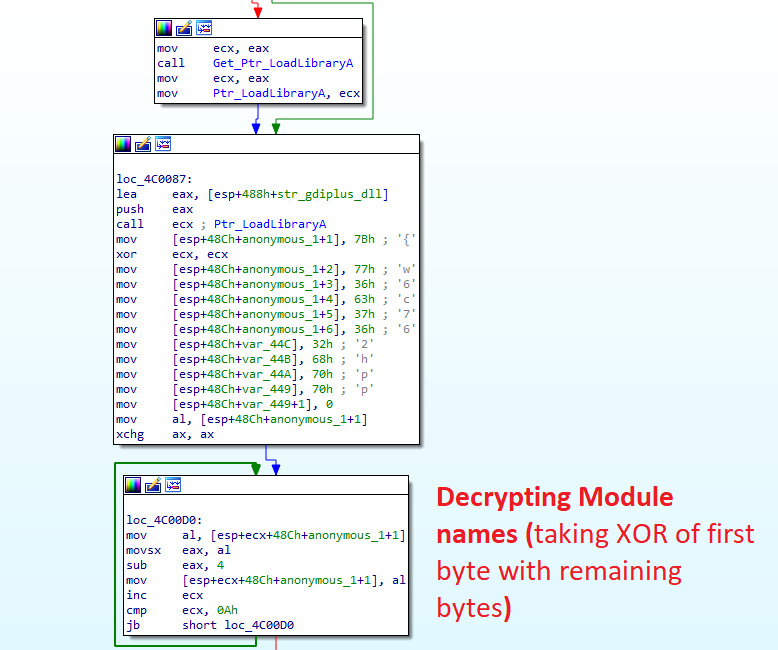 mov ecx, eax
call Get_Ptr_LoadLibraryA
mov ecx, eax
mov Ptr_LoadLibraryA, ecx
loc_4C0087:
lea eax, [esp+488h+str_gdiplus_dll]
push eax
call ecx ; Ptr_LoadLibraryA
mov [esp+48Ch+anonymous_1+1], 7Bh ; '{'
xor ecx, ecx
mov [esp+48Ch+anonymous_1+2], 77h ; 'w'
mov [esp+48Ch+anonymous_1+3], 36h ; '6'
mov [esp+48Ch+anonymous_1+4], 63h ; 'c'
mov [esp+48Ch+anonymous_1+5], 37h ; '7'
mov [esp+48Ch+anonymous_1+6], 36h ; '6'
mov [esp+48Ch+var_44C], 32h ; '2'
mov [esp+48Ch+var_44B], 68h ; 'h'
mov [esp+48Ch+var_44A], 70h ; 'p'
mov [esp+48Ch+var_449], 70h ; 'p'
mov [esp+48Ch+var_449+1], 0
mov al, [esp+48Ch+anonymous_1+1]
xchg ax, ax
loc_4C00D0:
mov al, [esp+ecx+48Ch+anonymous_1+1]
movsx eax, al
sub eax, 4
mov [esp+ecx+48Ch+anonymous_1+1], al
inc ecx
cmp ecx, 0Ah
jb short loc_4C00D0
Decrypting Module
names (taking XOR of first
byte with remaining
bytes)